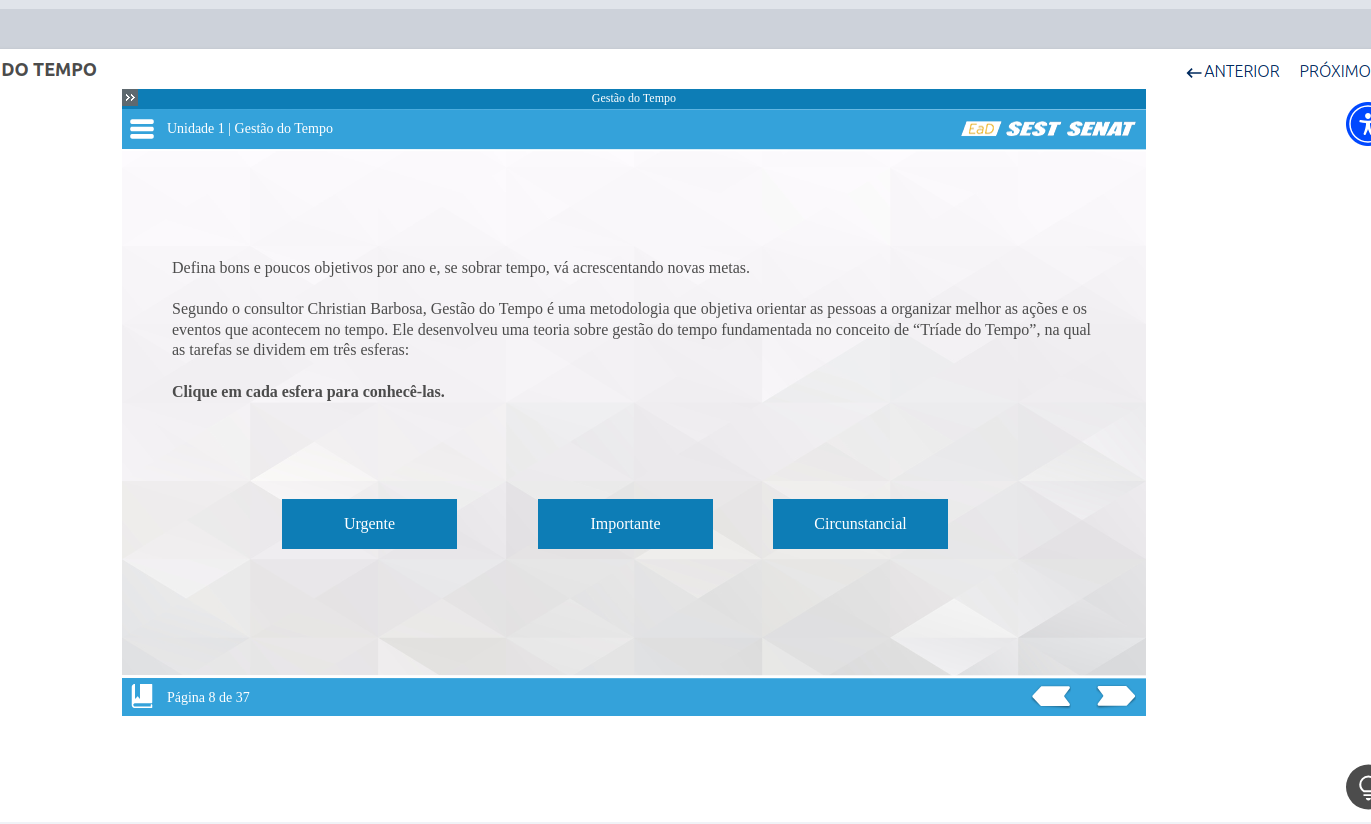 DO TEMPO
ANTERIOR
PRÓXIMO
Gestão do Tempo
Unidade 1 | Gestão do Tempo
EaD SEST SENAT
Defina bons e poucos objetivos por ano e, se sobrar tempo, vá acrescentando novas metas.
Segundo o consultor Christian Barbosa, Gestão do Tempo é uma metodologia que objetiva orientar as pessoas a organizar melhor as ações e os
eventos que acontecem no tempo. Ele desenvolveu uma teoria sobre gestão do tempo fundamentada no conceito de “Tríade do Tempo”, na qual
as tarefas se dividem em três esferas:
Clique em cada esfera para conhecê-las.
Urgente
Importante
Circunstancial
Página 8 de 37